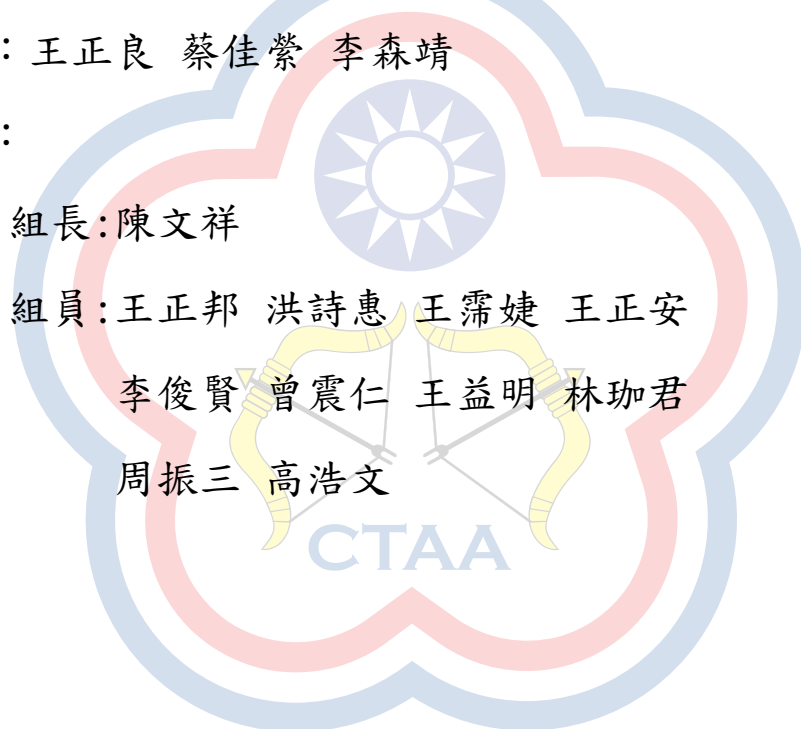 ：王正良 蔡佳縈 李森靖
：
組長：陳文祥
組員：王正邦 洪詩惠 王霈婕 王正安
李俊賢 曾震仁 王益明 林珈君
周振三 高浩文
CTAA